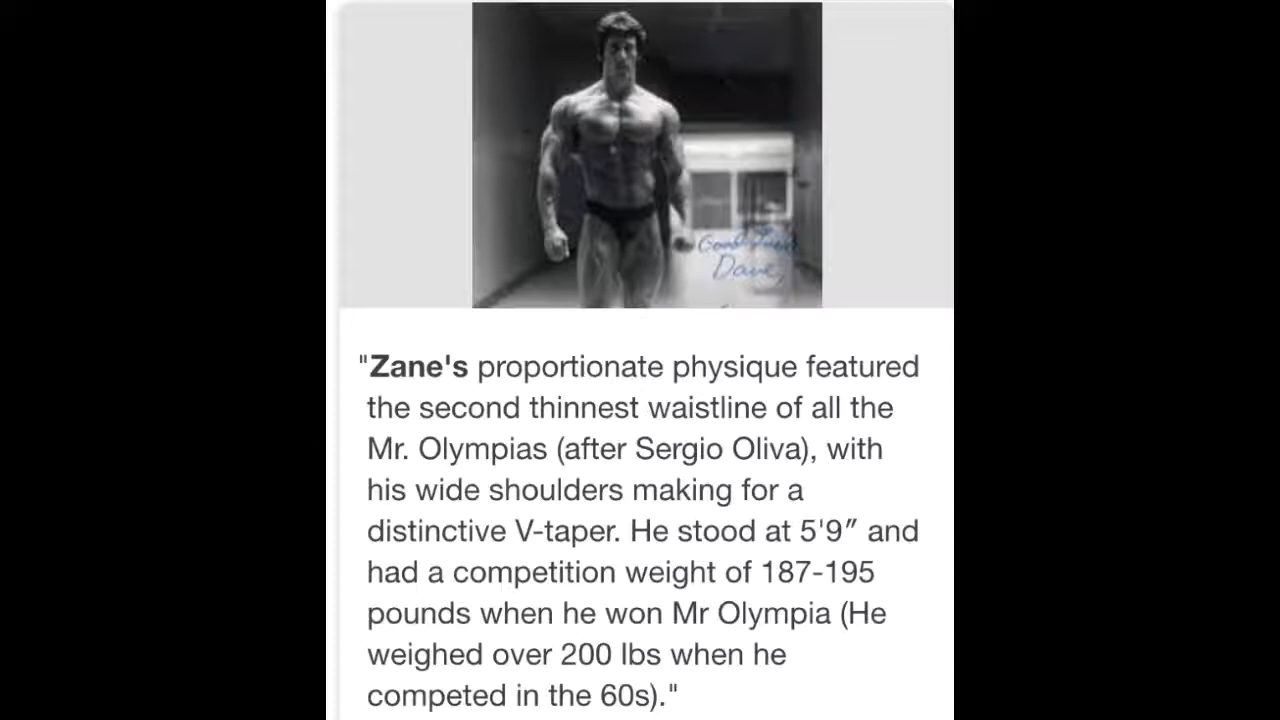 Dave,
"Zane's proportionate physique featured
the second thinnest waistline of all the
Mr. Olympias (after Sergio Oliva), with
his wide shoulders making for a
distinctive V-taper. He stood at 5'9″ and
had a competition weight of 187-195
pounds when he won Mr Olympia (He
weighed over 200 lbs when he
competed in the 60s)."